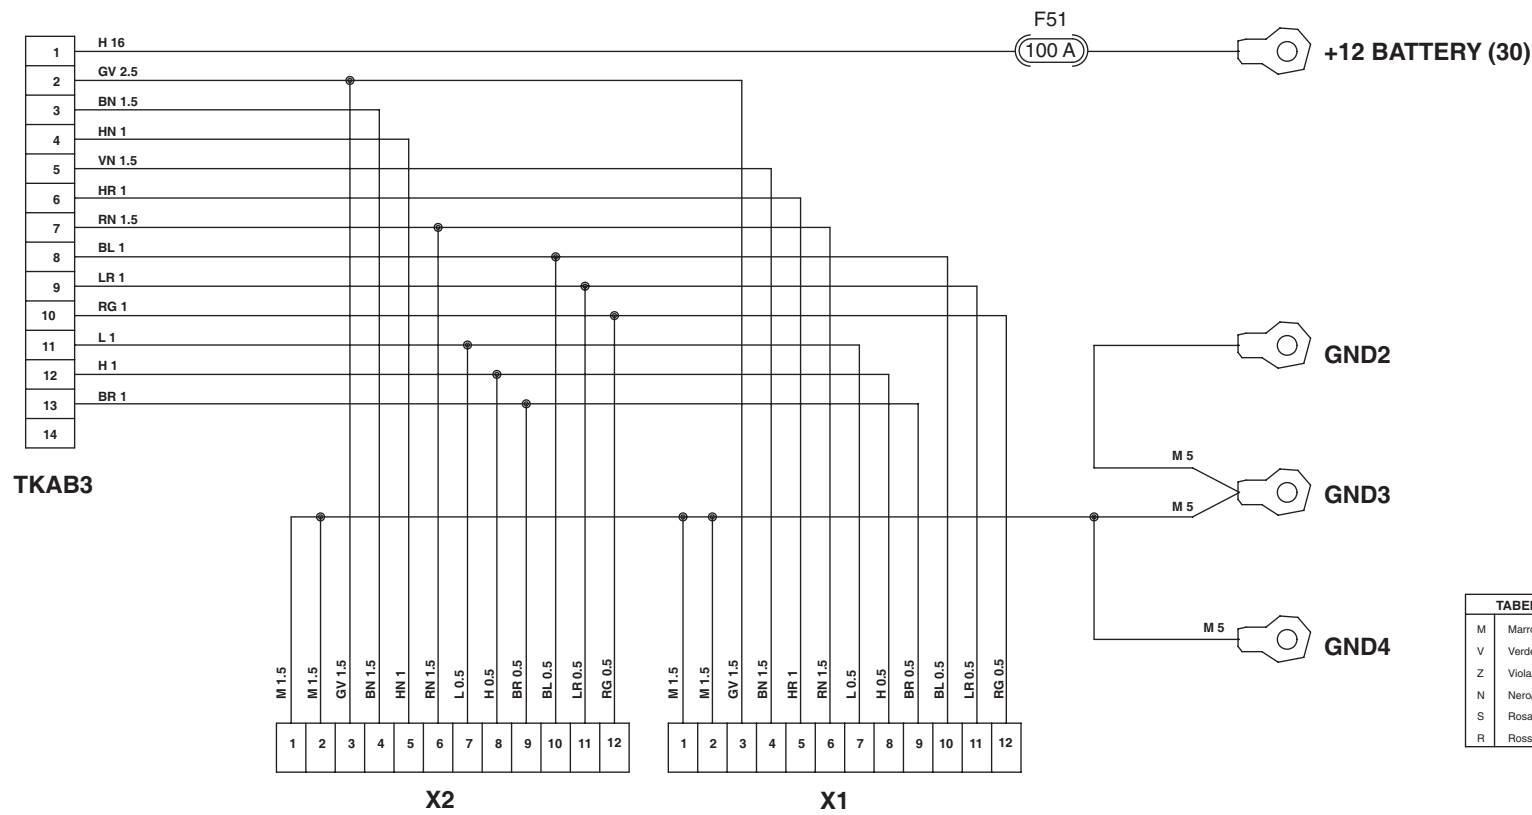 F51
100 A
+12 BATTERY (30)
1 H 16
2 GV 2.5
3 BN 1.5
4 HN 1
5 VN 1.5
6 HR 1
7 RN 1.5
8 BL 1
9 LR 1
10 RG 1
11 L 1
12 H 1
13 BR 1
14
TKAB3
GND2
M 5
GND3
M 5
M 5
GND4
M 1.5 M 1.5 GV 1.5 BN 1.5 HN 1 RN 1.5 L 0.5 H 0.5 BR 0.5 BL 0.5 LR 0.5 RG 0.5
1 2 3 4 5 6 7 8 9 10 11 12
X2
M 1.5 M 1.5 GV 1.5 BN 1.5 HR 1 RN 1.5 L 0.5 H 0.5 BR 0.5 BL 0.5 LR 0.5 RG 0.5
1 2 3 4 5 6 7 8 9 10 11 12
X1
M
V Verde
Z Viola
N Nero
S Rosa
R